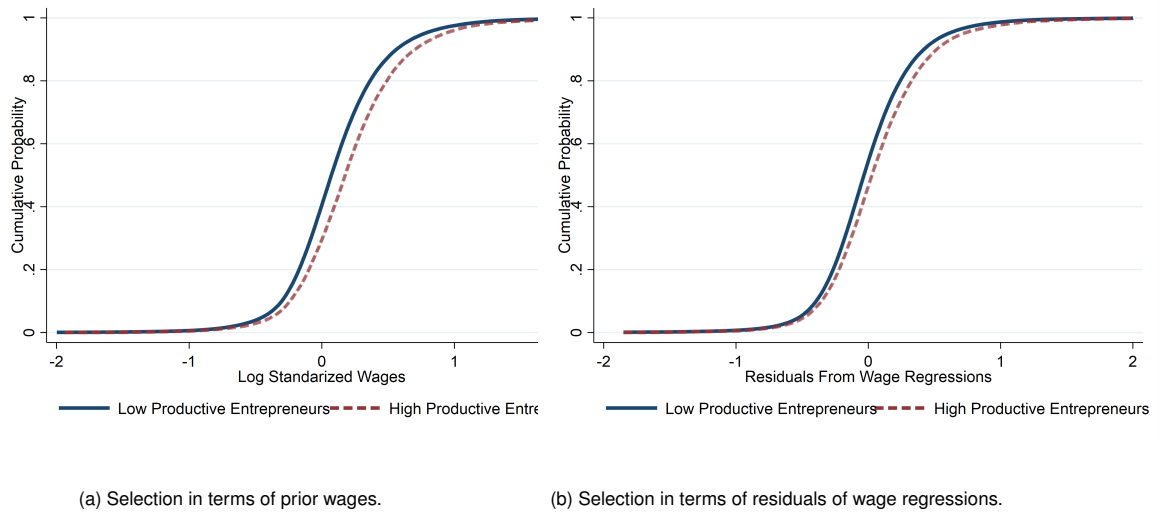 Cumulative Probability
1
.8
.6
.4
.2
0
-2 -1 0 1
Log Standarized Wages
Low Productive Entrepreneurs High Productive Entre
(a) Selection in terms of prior wages.
Cumulative Probability
1
.8
.6
.4
.2
0
-2 -1 0 1 2
Residuals From Wage Regressions
Low Productive Entrepreneurs High Productive Entrepreneurs
(b) Selection in terms of residuals of wage regressions.